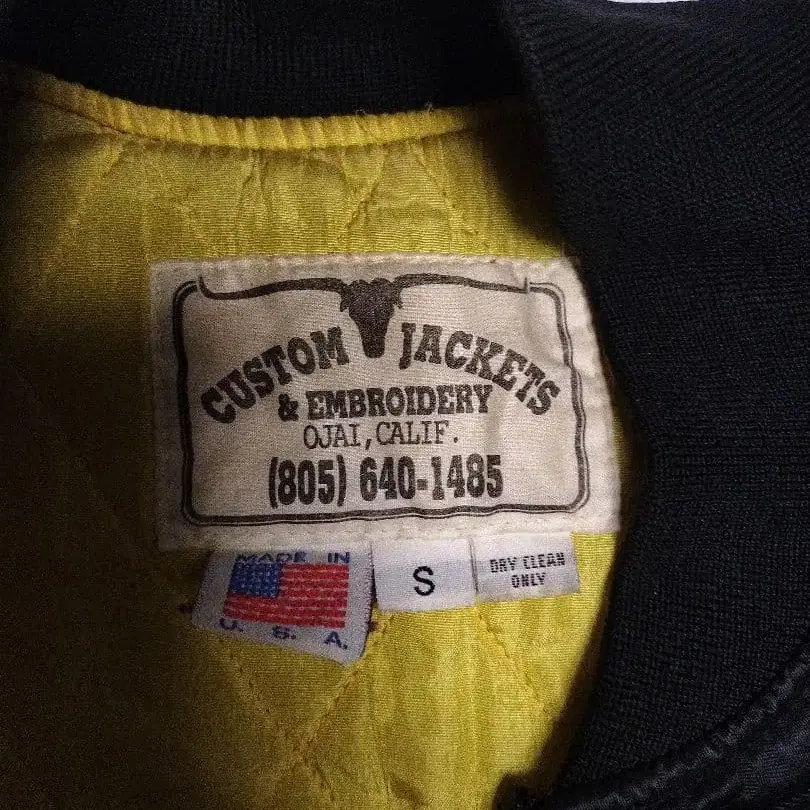 CUSTOM JACKETS
& EMBROIDERY
OJAI, CALIF.
(805) 640-1485
MADE IN
U. S. A.
S
DRY CLEAN
ONLY